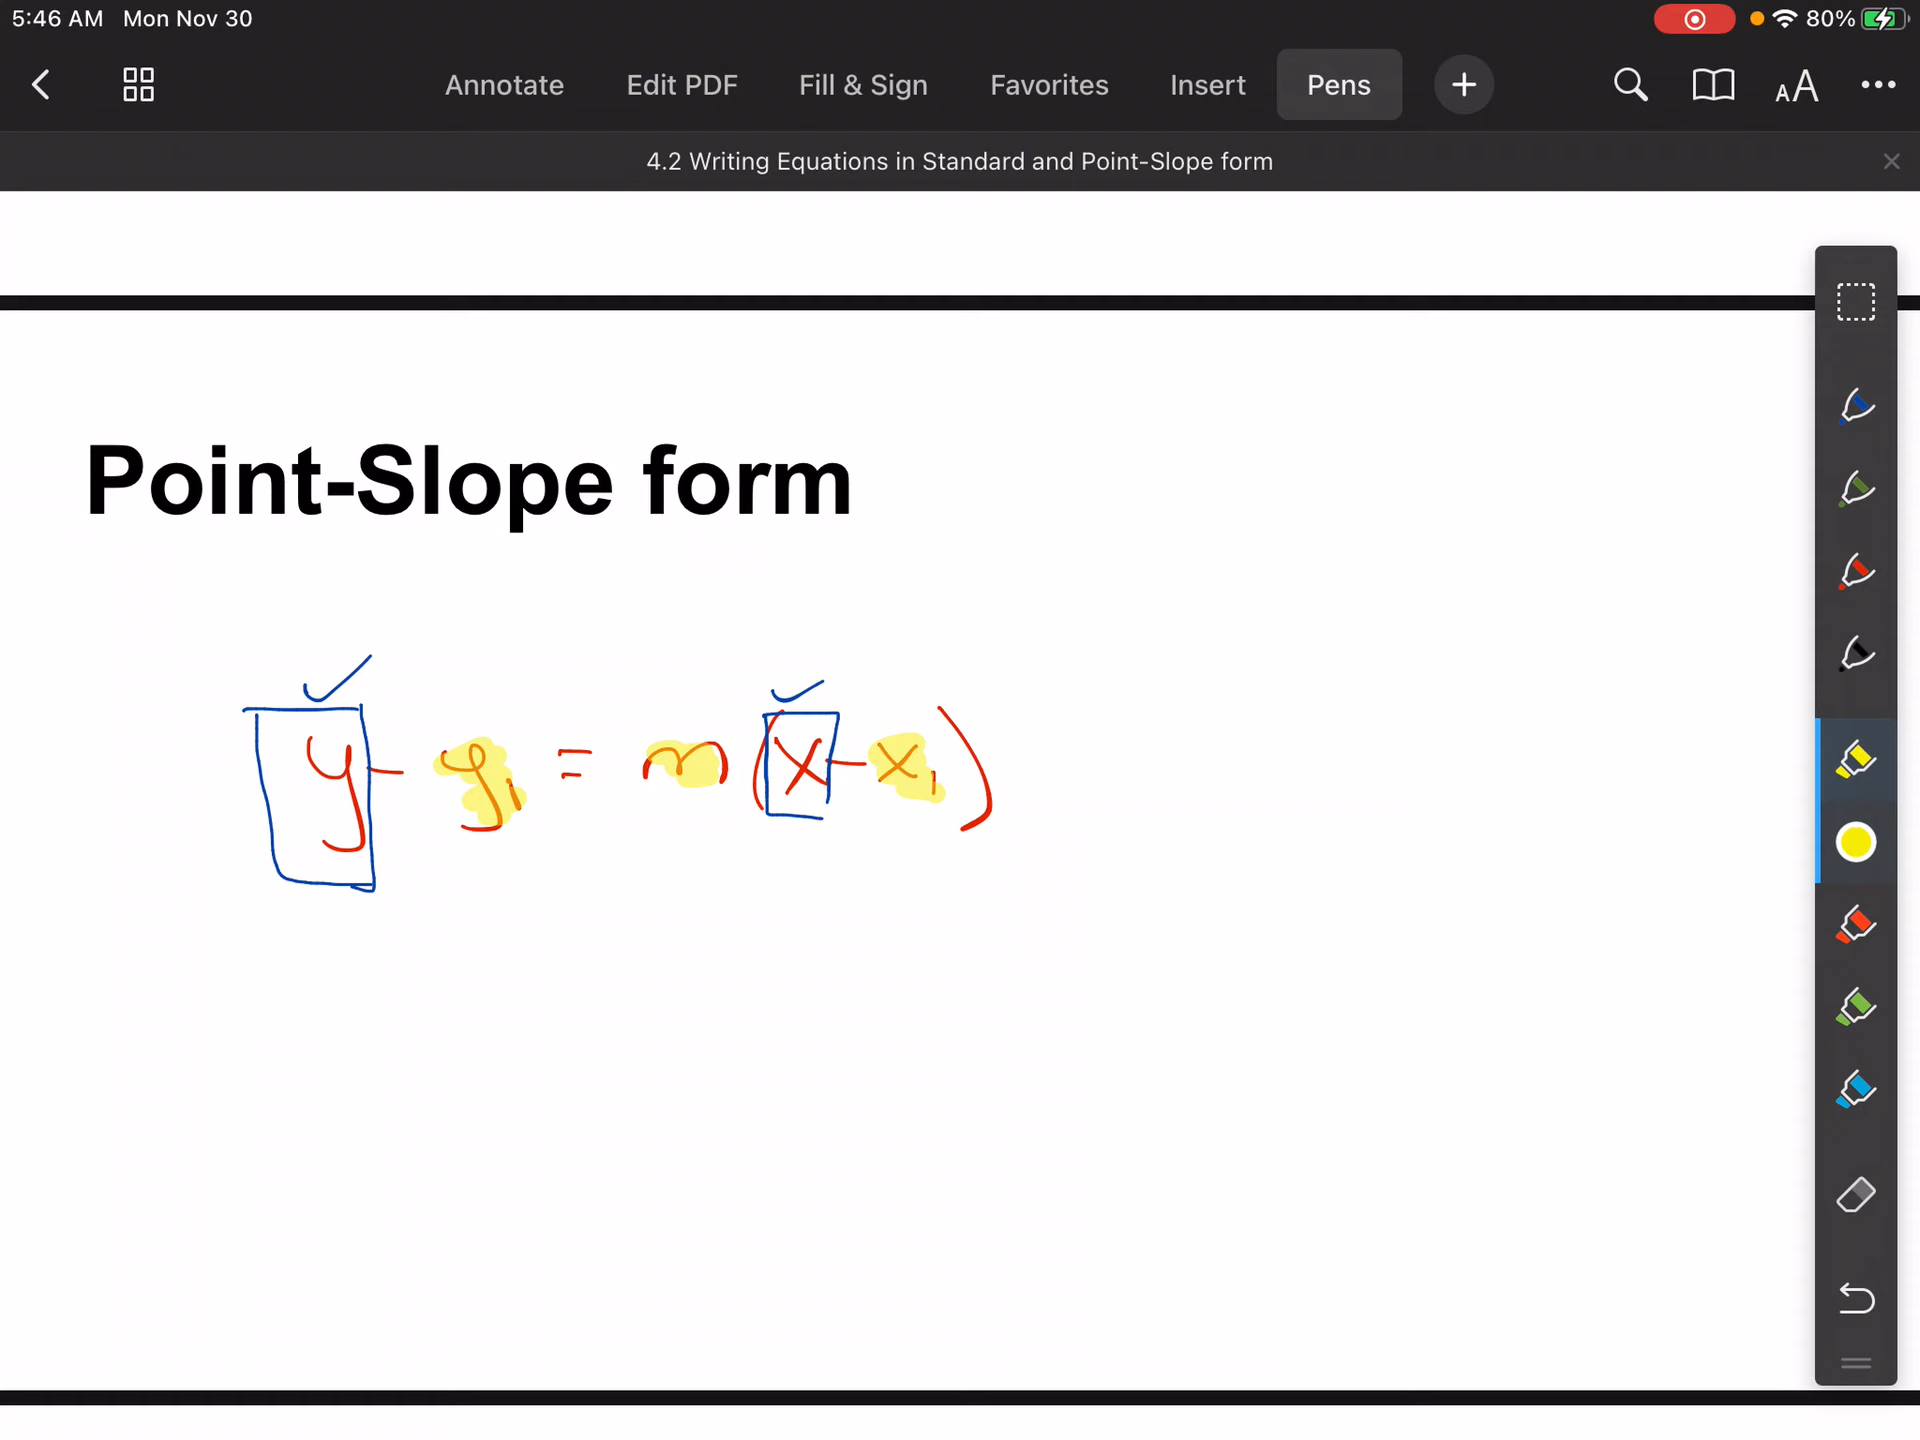 5:46 AM Mon Nov 30 80%
Annotate Edit PDF Fill & Sign Favorites Insert Pens + AA
4.2 Writing Equations in Standard and Point-Slope form
Point-Slope form
y - y₁ = m (x - x₁)